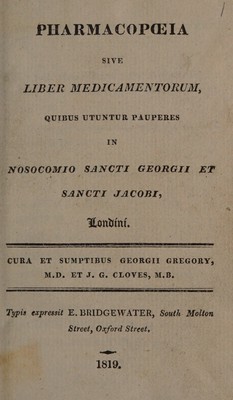 PHARMACOPŒIA
SIVE
LIBER MEDICAMENTORUM,
QUIBUS UTUNTUR PAUPERES
IN
NOSOCOMIO SANCTI GEORGII ET
SANCTI JACOBI,
Londini.
CURA ET SUMPTIBUS GEORGII GREGORY,
M.D. ET J. G. CLOVES, M.B.
Typis expressit E. BRIDGEWATER, South Molton
Street, Oxford Street.
1819.